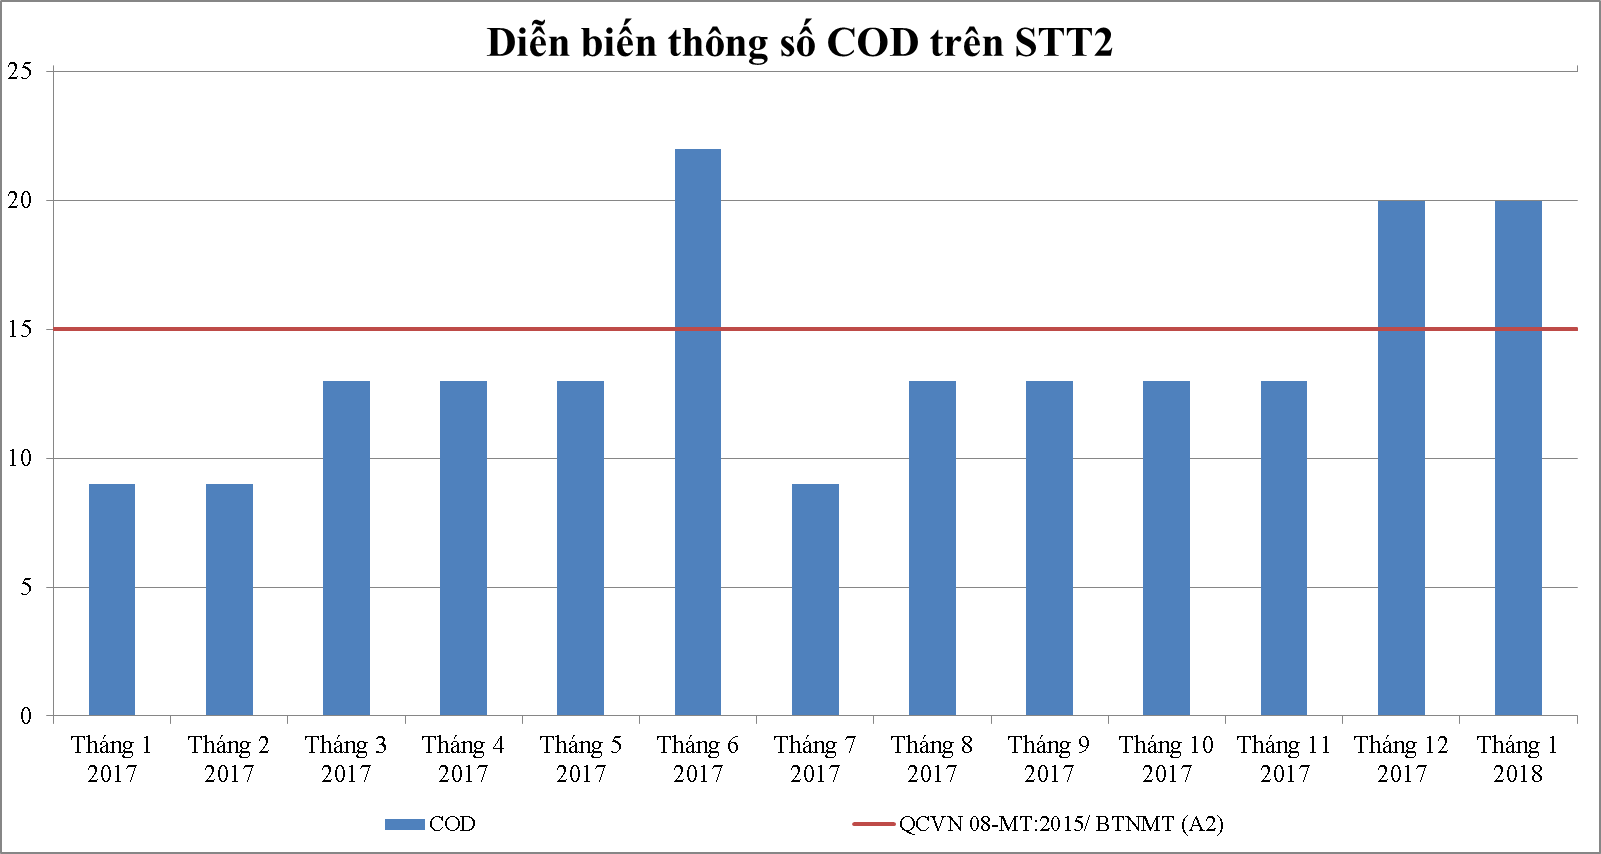 Diễn biến thông số COD trên STT2
25
20
15
10
5
0
Tháng 1 2017
Tháng 2 2017
Tháng 3 2017
Tháng 4 2017
Tháng 5 2017
Tháng 6 2017
Tháng 7 2017
Tháng 8 2017
Tháng 9 2017
Tháng 10 2017
Tháng 11 2017
Tháng 12 2017
Tháng 1 2018
COD
QCVN 08-MT:2015/ BTNMT (A2)